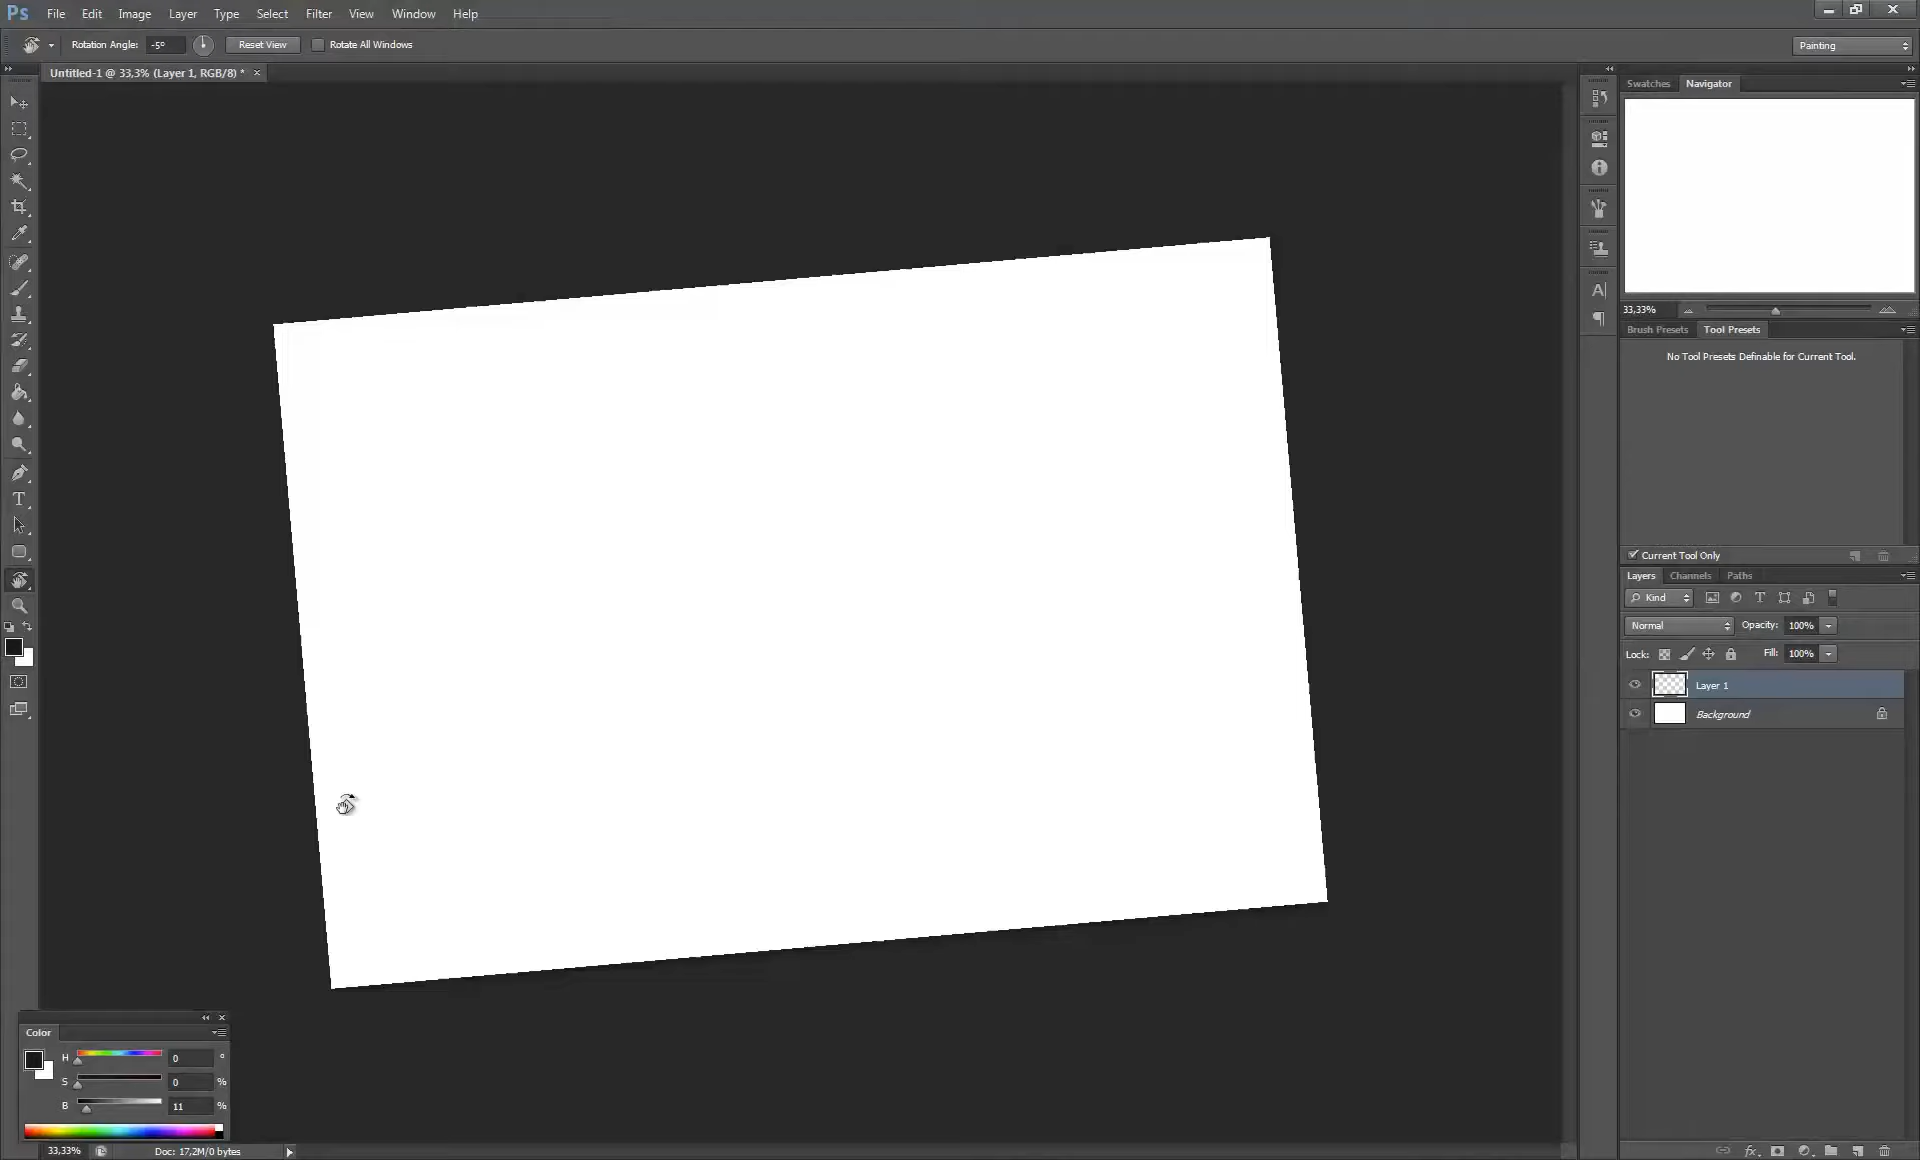 Ps File Edit Image Layer Type Select Filter View Window Help
Rotation Angle: -5° Reset View Rotate All Windows Painting
Untitled-1 @ 33,3% (Layer 1, RGB/8) *
Swatches Navigator
33,33%
Brush Presets Tool Presets
No Tool Presets Definable for Current Tool.
Current Tool Only
Layers Channels Paths
Kind
Normal Opacity: 100%
Lock: Fill: 100%
Layer 1
Background
Color
H 0 °
S 0 %
B 11 %
33,33% Doc: 17,2M/0 bytes